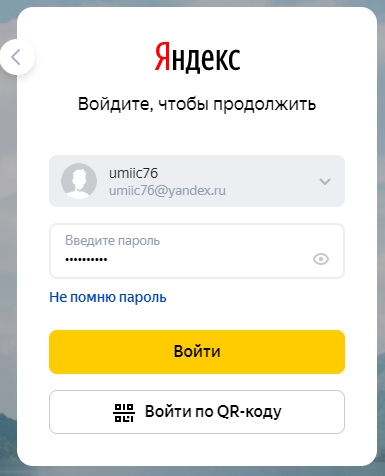 Яндекс
Войдите, чтобы продолжить
umiic76
umiic76@yandex.ru
Введите пароль
••••••••••
Не помню пароль
Войти
Войти по QR-коду